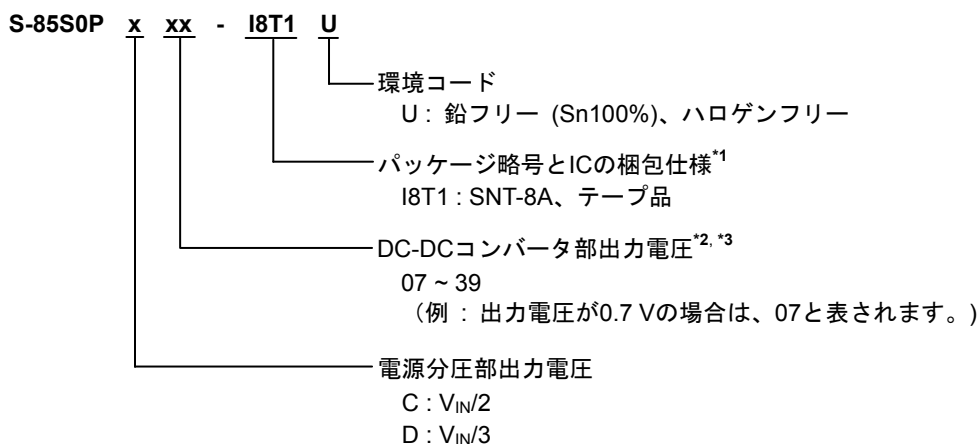 S-85S0P x xx - I8T1 U
環境コード
U : 鉛フリー (Sn100%)、ハロゲンフリー
パッケージ略号とICの梱包仕様*1
I8T1 : SNT-8A、テープ品
DC-DCコンバータ部出力電圧*2, *3
07 ~ 39
（例 : 出力電圧が0.7 Vの場合は、07と表されます。)
電源分圧部出力電圧
C : VIN/2
D : VIN/3